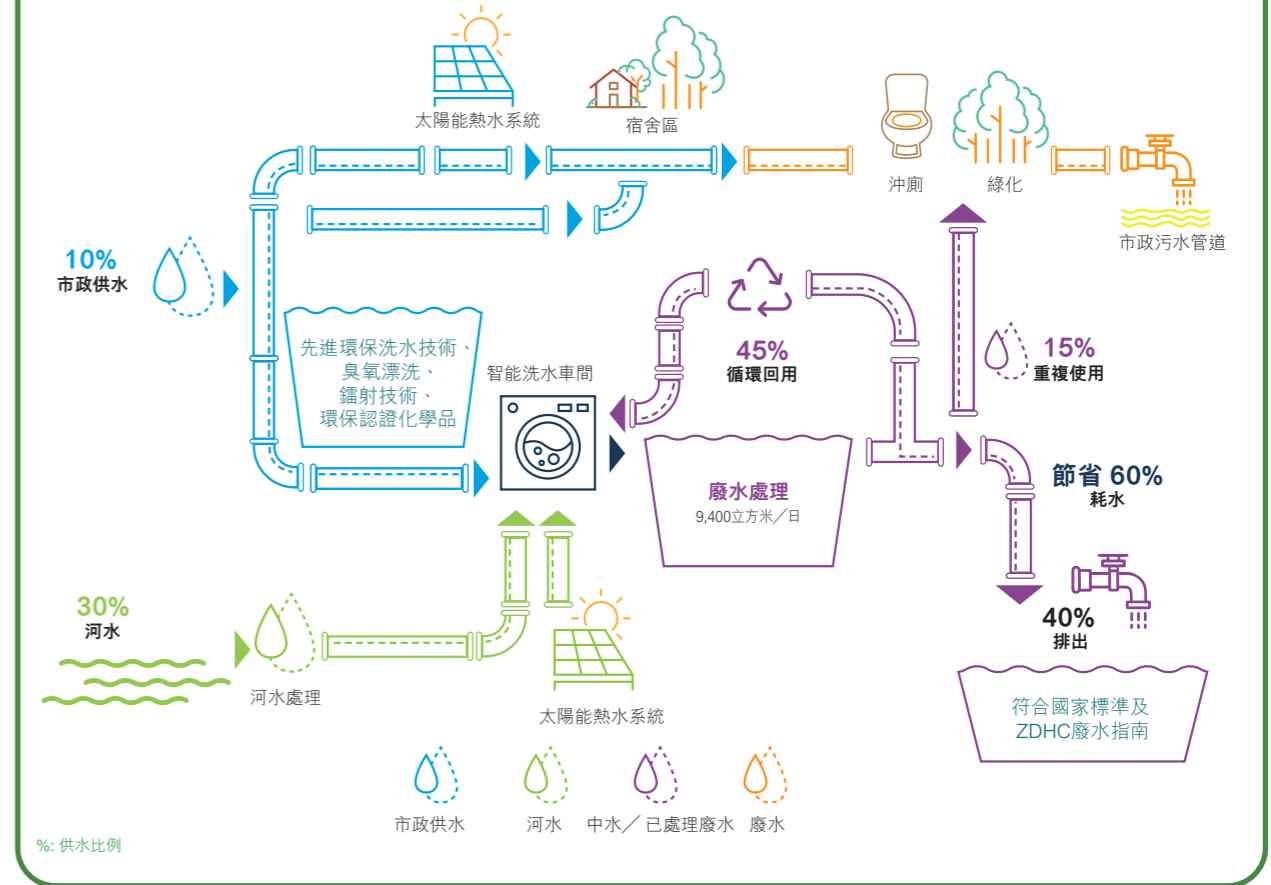 太陽能熱水系統
宿舍區
沖廁
綠化
市政污水管道
10%
市政供水
先進環保洗水技術、
臭氧漂洗、
鐳射技術、
環保認證化學品
智能洗水車間
45%
循環回用
15%
重複使用
廢水處理
9,400立方米╱日
節省 60%
耗水
30%
河水
河水處理
太陽能熱水系統
40%
排出
符合國家標準及
ZDHC廢水指南
市政供水
河水
中水╱ 已處理廢水
廢水
%: 供水比例